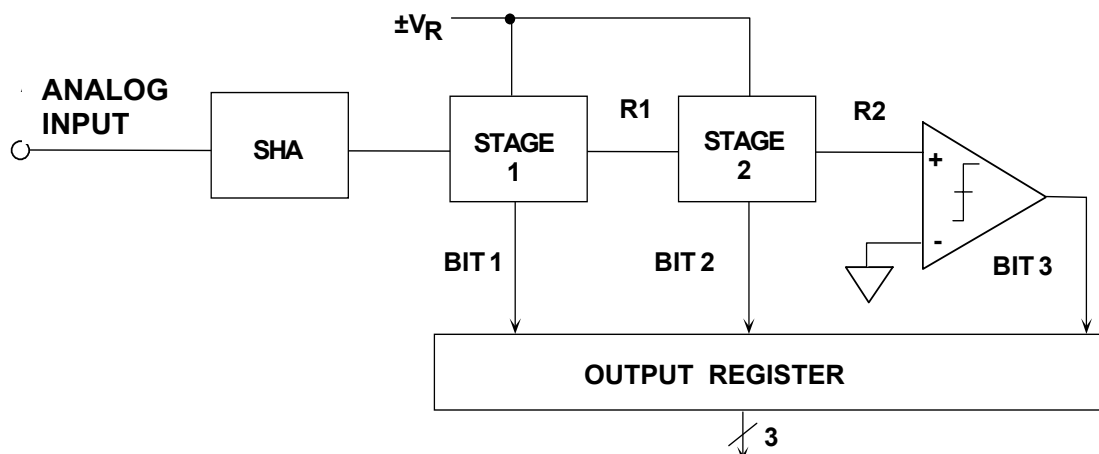 ±VR
ANALOG
INPUT
SHA
STAGE
1
R1
STAGE
2
R2
+
-
BIT 1
BIT 2
BIT 3
OUTPUT REGISTER
3